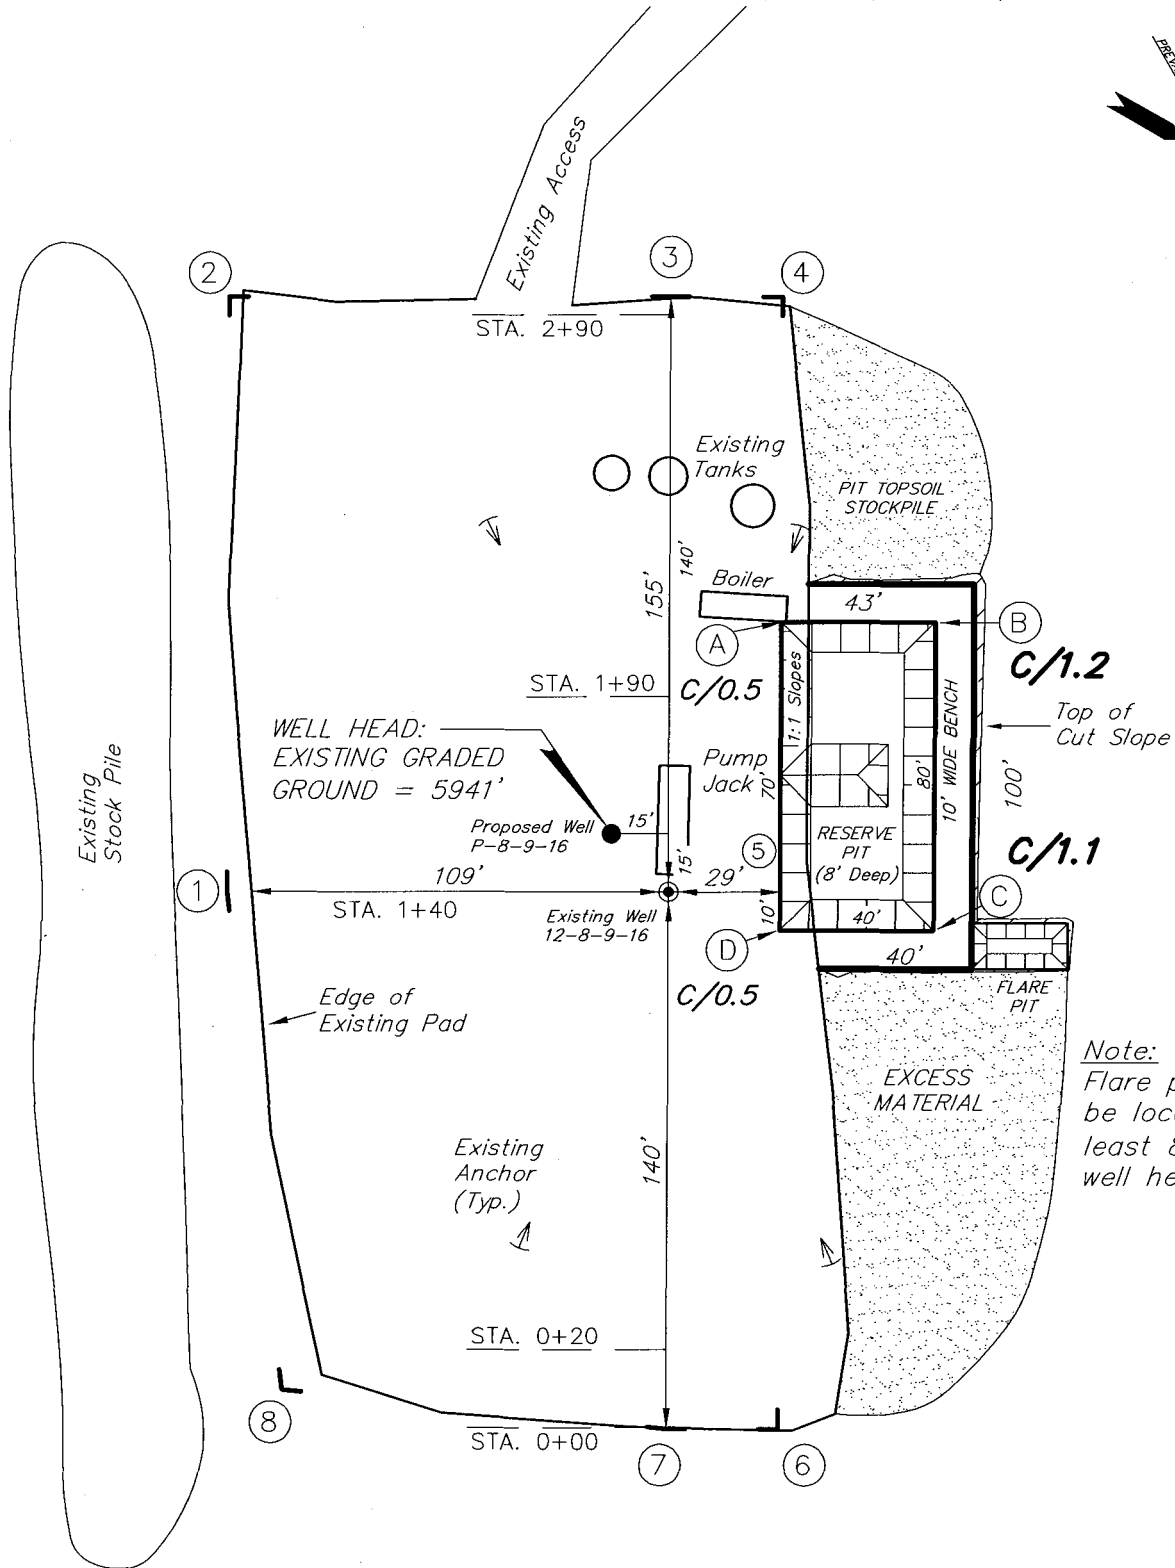 PREVA
Existing Access
2
3
4
STA. 2+90
Existing
Tanks
PIT TOPSOIL
STOCKPILE
155'
140'
Boiler
43'
A
B
C/1.2
STA. 1+90
C/0.5
1:1 Slopes
10' WIDE BENCH
Top of
Cut Slope
WELL HEAD:
EXISTING GRADED
GROUND = 5941'
Pump
Jack
70'
80'
100'
Existing
Stock Pile
Proposed Well
P-8-9-16
15'
15'
RESERVE
PIT
(8' Deep)
C/1.1
5
1
109'
29'
STA. 1+40
Existing Well
12-8-9-16
10'
40'
C
D
40'
C/0.5
FLARE
PIT
Edge of
Existing Pad
EXCESS
MATERIAL
Note:
Flare p
be loc
least 8
well he
Existing
Anchor
(Typ.)
140'
STA. 0+20
8
STA. 0+00
7
6